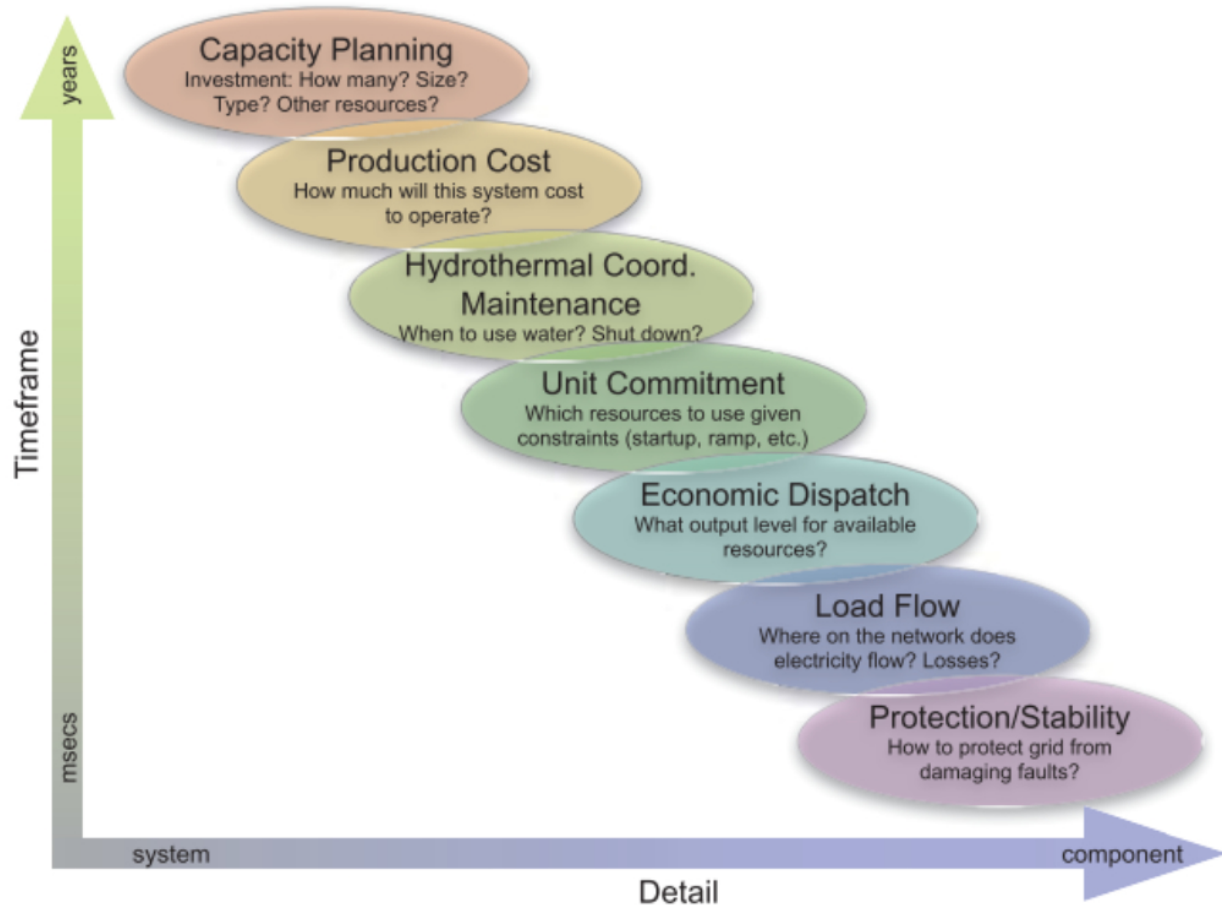 years
Capacity Planning
Investment: How many? Size?
Type? Other resources?
Production Cost
How much will this system cost
to operate?
Hydrothermal Coord.
Maintenance
When to use water? Shut down?
Unit Commitment
Which resources to use given
constraints (startup, ramp, etc.)
Economic Dispatch
What output level for available
resources?
Load Flow
Where on the network does
electricity flow? Losses?
Protection/Stability
How to protect grid from
damaging faults?
Timeframe
msecs
system
component
Detail